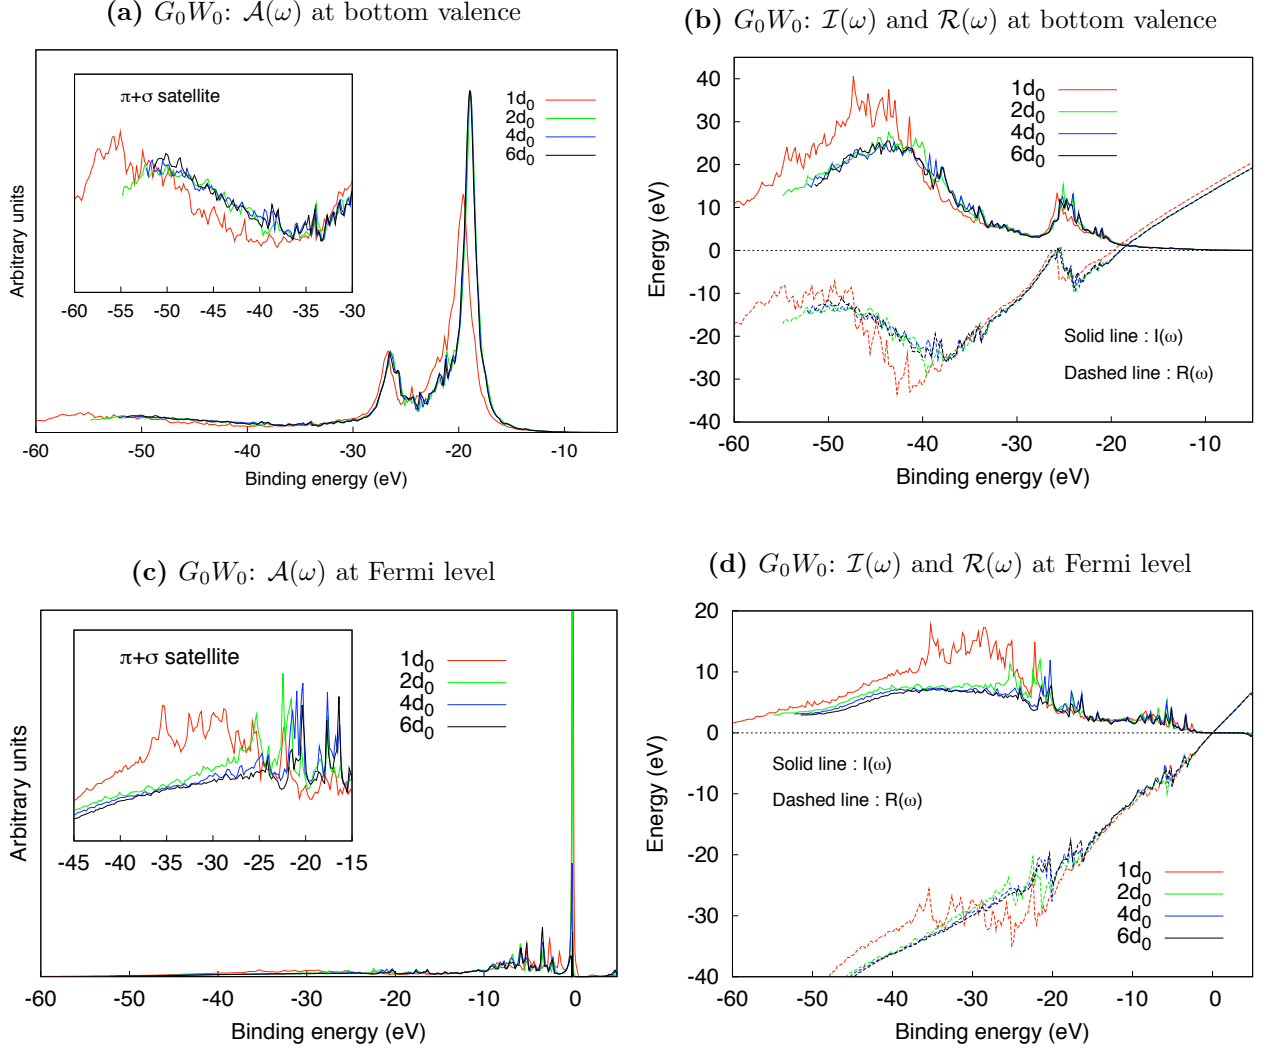 (a) G₀W₀: 𝒜(ω) at bottom valence
π+σ satellite
1d₀
2d₀
4d₀
6d₀
-60 -55 -50 -45 -40 -35 -30
Arbitrary units
-60 -50 -40 -30 -20 -10
Binding energy (eV)
(b) G₀W₀: ℐ(ω) and ℛ(ω) at bottom valence
40
30
20
10
0
-10
-20
-30
-40
Energy (eV)
1d₀
2d₀
4d₀
6d₀
Solid line : I(ω)
Dashed line : R(ω)
-60 -50 -40 -30 -20 -10
Binding energy (eV)
(c) G₀W₀: 𝒜(ω) at Fermi level
π+σ satellite
1d₀
2d₀
4d₀
6d₀
-45 -40 -35 -30 -25 -20 -15
Arbitrary units
-60 -50 -40 -30 -20 -10 0
Binding energy (eV)
(d) G₀W₀: ℐ(ω) and ℛ(ω) at Fermi level
20
10
0
-10
-20
-30
-40
Energy (eV)
Solid line : I(ω)
Dashed line : R(ω)
1d₀
2d₀
4d₀
6d₀
-60 -50 -40 -30 -20 -10 0
Binding energy (eV)